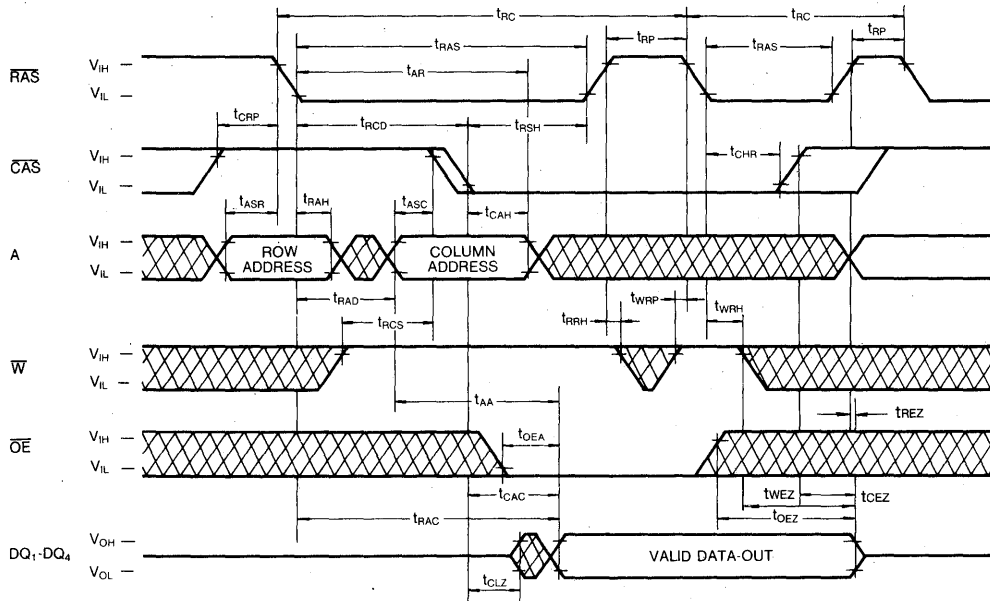 tRC tRC
tRAS tRP tRAS tRP
tAR
RAS VIH
VIL
tCRP tRCD tRSH
CAS VIH
VIL
tCHR
tASR tRAH tASC tCAH
A VIH
VIL
ROW ADDRESS
COLUMN ADDRESS
tRAD tWRP
tRCS tRRH tWRH
W VIH
VIL
tAA
tREZ
OE VIH
VIL
tOEA
tCAC tWEZ tCEZ
tRAC tOEZ
DQ1-DQ4 VOH
VOL
VALID DATA-OUT
tCLZ